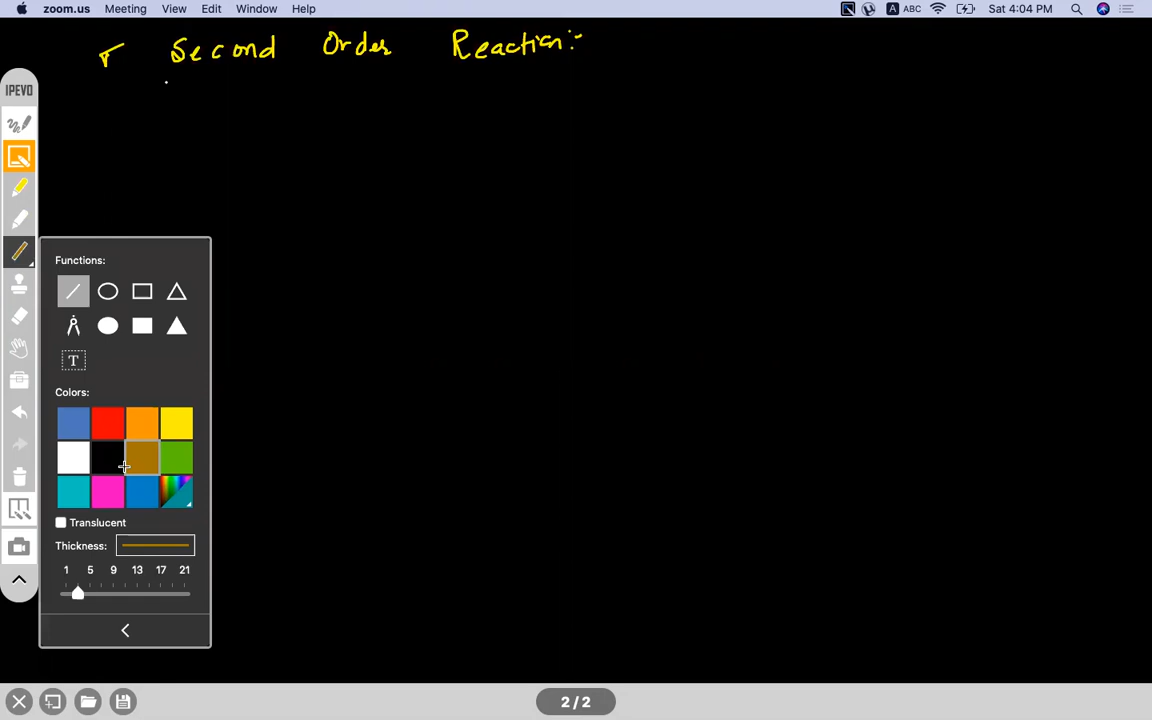 zoom.us Meeting View Edit Window Help A ABC Sat 4:04 PM
Second Order Reaction:-
IPEVO
Functions:
T
Colors:
Translucent
Thickness:
1 5 9 13 17 21
2 / 2